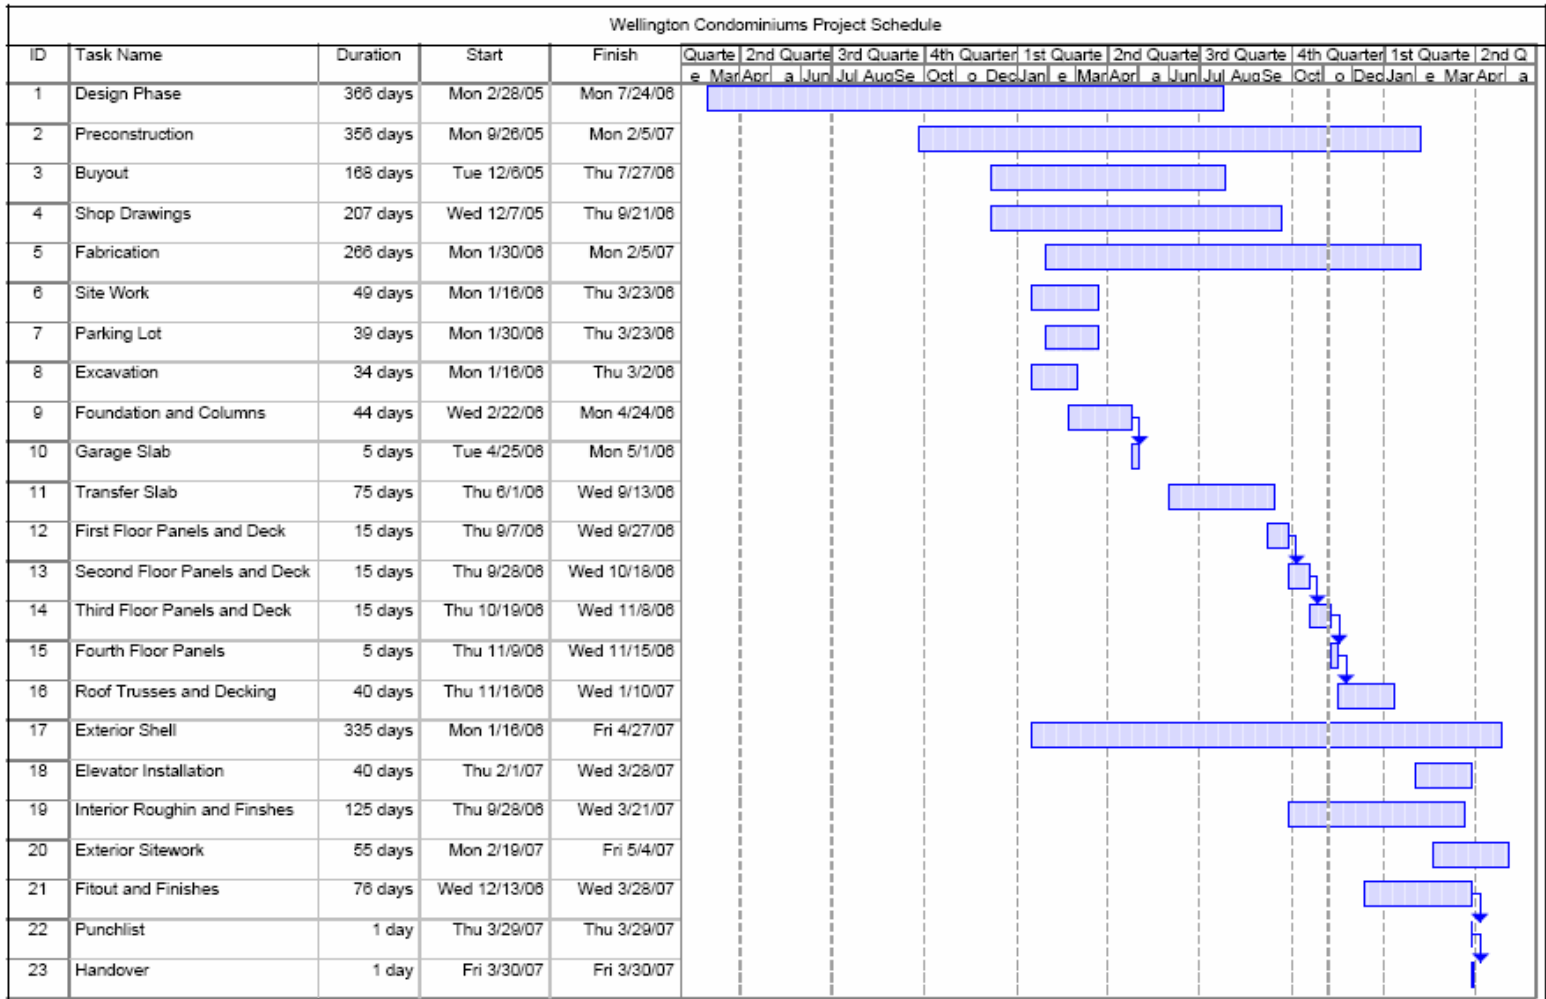 Wellington Condominiums Project Schedule
ID Task Name Duration Start Finish Quarte 2nd Quarte 3rd Quarte 4th Quarter 1st Quarte 2nd Quarte 3rd Quarte 4th Quarter 1st Quarte 2nd Q
e Mar Apr a Jun Jul Aug Se Oct o Dec Jan e Mar Apr a Jun Jul Aug Se Oct o Dec Jan e Mar Apr a
1 Design Phase 366 days Mon 2/28/05 Mon 7/24/06
2 Preconstruction 356 days Mon 9/26/05 Mon 2/5/07
3 Buyout 168 days Tue 12/6/05 Thu 7/27/06
4 Shop Drawings 207 days Wed 12/7/05 Thu 9/21/06
5 Fabrication 266 days Mon 1/30/06 Mon 2/5/07
6 Site Work 49 days Mon 1/16/06 Thu 3/23/06
7 Parking Lot 39 days Mon 1/30/06 Thu 3/23/06
8 Excavation 34 days Mon 1/16/06 Thu 3/2/06
9 Foundation and Columns 44 days Wed 2/22/06 Mon 4/24/06
10 Garage Slab 5 days Tue 4/25/06 Mon 5/1/06
11 Transfer Slab 75 days Thu 6/1/06 Wed 9/13/06
12 First Floor Panels and Deck 15 days Thu 9/7/06 Wed 9/27/06
13 Second Floor Panels and Deck 15 days Thu 9/28/06 Wed 10/18/06
14 Third Floor Panels and Deck 15 days Thu 10/19/06 Wed 11/8/06
15 Fourth Floor Panels 5 days Thu 11/9/06 Wed 11/15/06
16 Roof Trusses and Decking 40 days Thu 11/16/06 Wed 1/10/07
17 Exterior Shell 335 days Mon 1/16/06 Fri 4/27/07
18 Elevator Installation 40 days Thu 2/1/07 Wed 3/28/07
19 Interior Roughin and Finshes 125 days Thu 9/28/06 Wed 3/21/07
20 Exterior Sitework 55 days Mon 2/19/07 Fri 5/4/07
21 Fitout and Finishes 76 days Wed 12/13/06 Wed 3/28/07
22 Punchlist 1 day Thu 3/29/07 Thu 3/29/07
23 Handover 1 day Fri 3/30/07 Fri 3/30/07